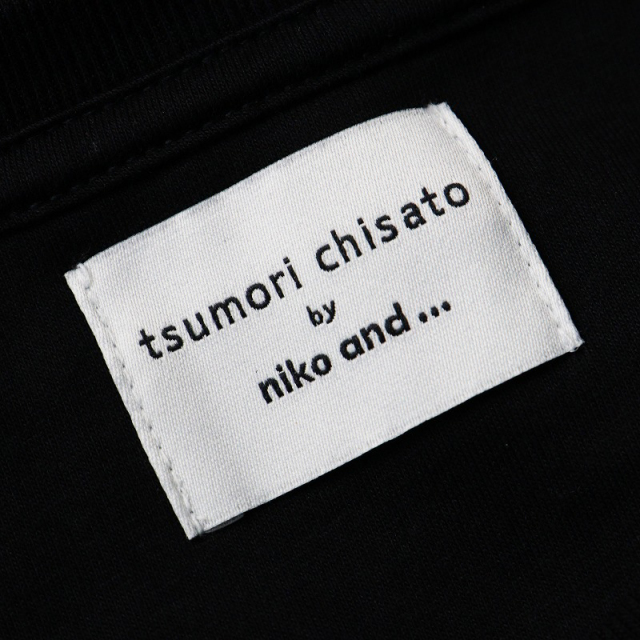 tsumori chisato
by
niko and ...